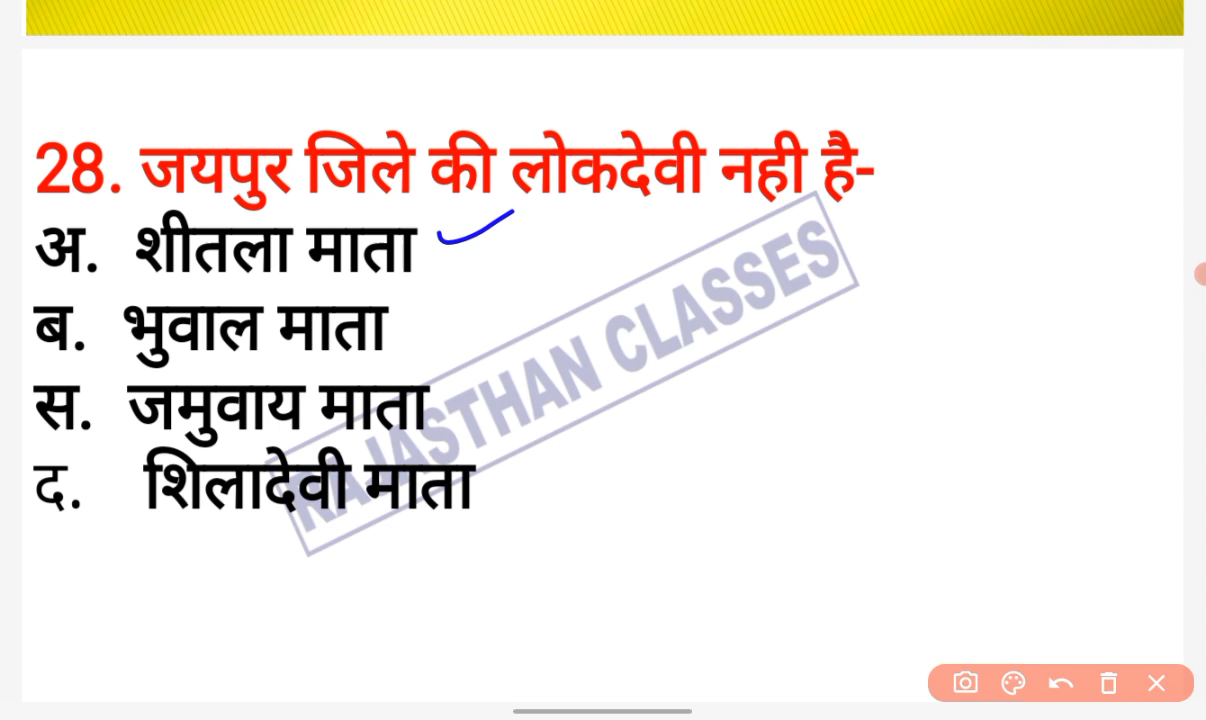 28. जयपुर जिले की लोकदेवी नही है-
अ. शीतला माता
ब. भुवाल माता
स. जमुवाय माता
द. शिलादेवी माता
RAJASTHAN CLASSES